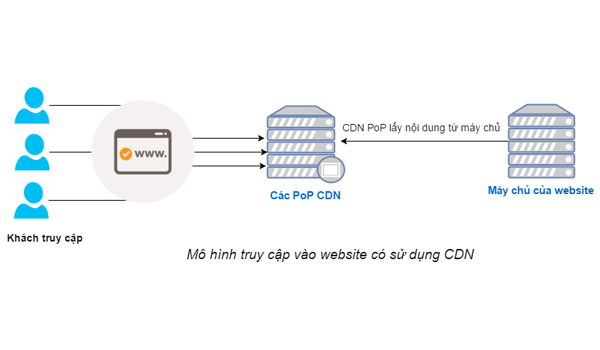 www.
CDN PoP lấy nội dung từ máy chủ
Các PoP CDN
Máy chủ của website
Khách truy cập
Mô hình truy cập vào website có sử dụng CDN